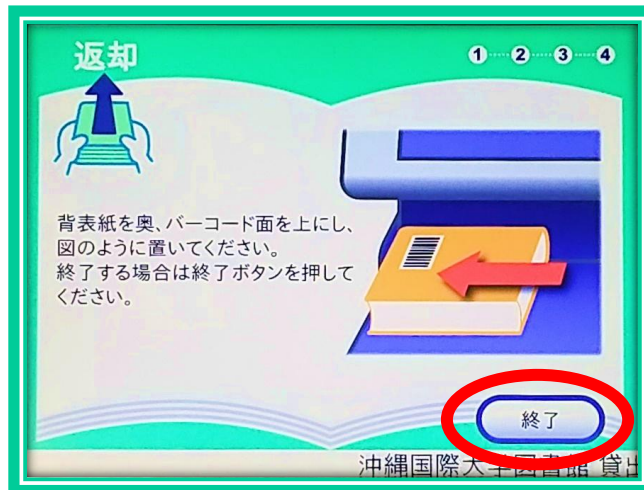 返却
1 2 3 4
背表紙を奥、バーコード面を上にし、
図のように置いてください。
終了する場合は終了ボタンを押して
ください。
終了
沖縄国際大学図書館 貸出